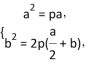 a² = pa,
{b² = 2p(a/2 + b),